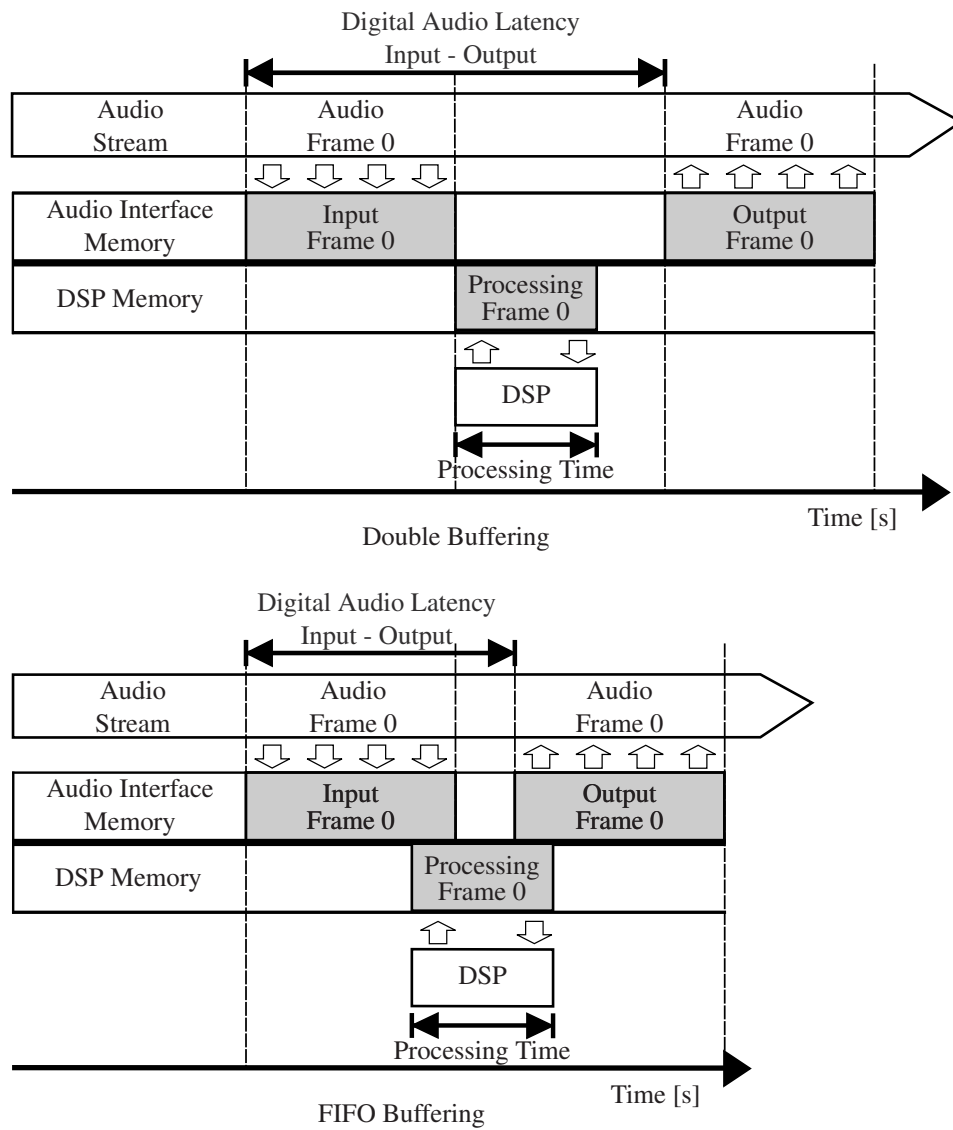 Digital Audio Latency
Input - Output
Audio
Stream
Audio
Frame 0
Audio
Frame 0
Audio Interface
Memory
Input
Frame 0
Output
Frame 0
DSP Memory
Processing
Frame 0
DSP
Processing Time
Time [s]
Double Buffering
Digital Audio Latency
Input - Output
Audio
Stream
Audio
Frame 0
Audio
Frame 0
Audio Interface
Memory
Input
Frame 0
Output
Frame 0
DSP Memory
Processing
Frame 0
DSP
Processing Time
Time [s]
FIFO Buffering